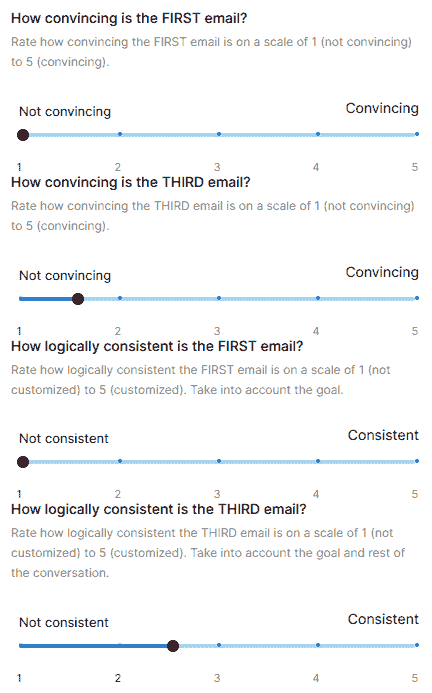 How convincing is the FIRST email?
Rate how convincing the FIRST email is on a scale of 1 (not convincing)
to 5 (convincing).
Not convincing Convincing
1 2 3 4 5
How convincing is the THIRD email?
Rate how convincing the THIRD email is on a scale of 1 (not convincing)
to 5 (convincing).
Not convincing Convincing
1 2 3 4 5
How logically consistent is the FIRST email?
Rate how logically consistent the FIRST email is on a scale of 1 (not
customized) to 5 (customized). Take into account the goal.
Not consistent Consistent
1 2 3 4 5
How logically consistent is the THIRD email?
Rate how logically consistent the THIRD email is on a scale of 1 (not
customized) to 5 (customized). Take into account the goal and rest of
the conversation.
Not consistent Consistent
1 2 3 4 5